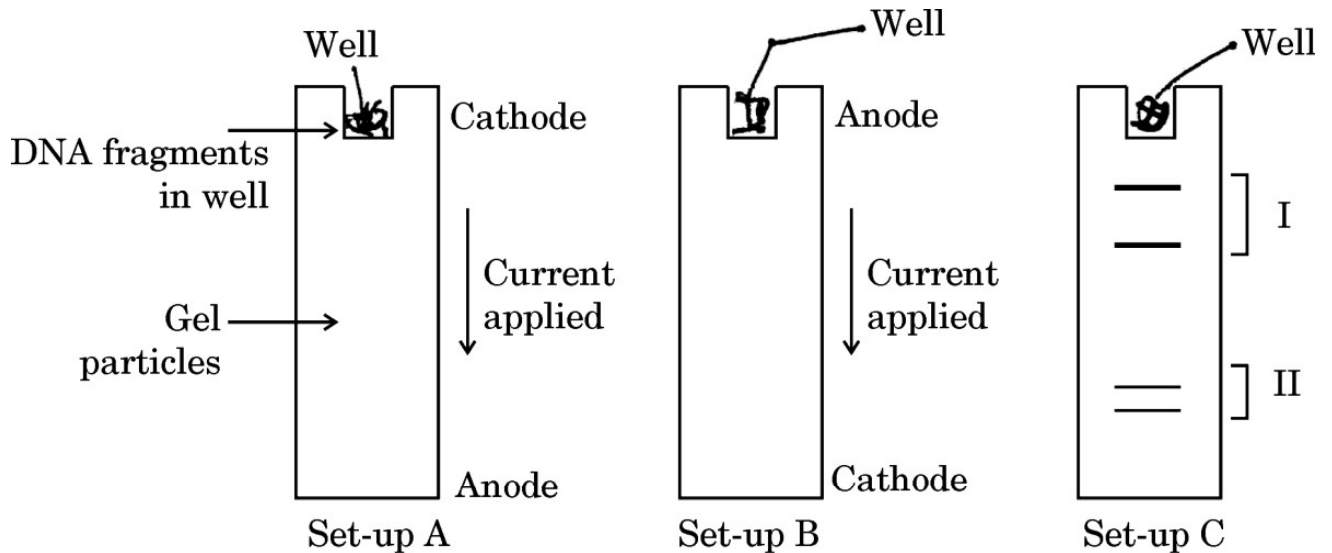 Well
Cathode
DNA fragments
in well
Current
applied
Gel
particles
Anode
Set-up A
Well
Anode
Current
applied
Cathode
Set-up B
Well
I
II
Set-up C